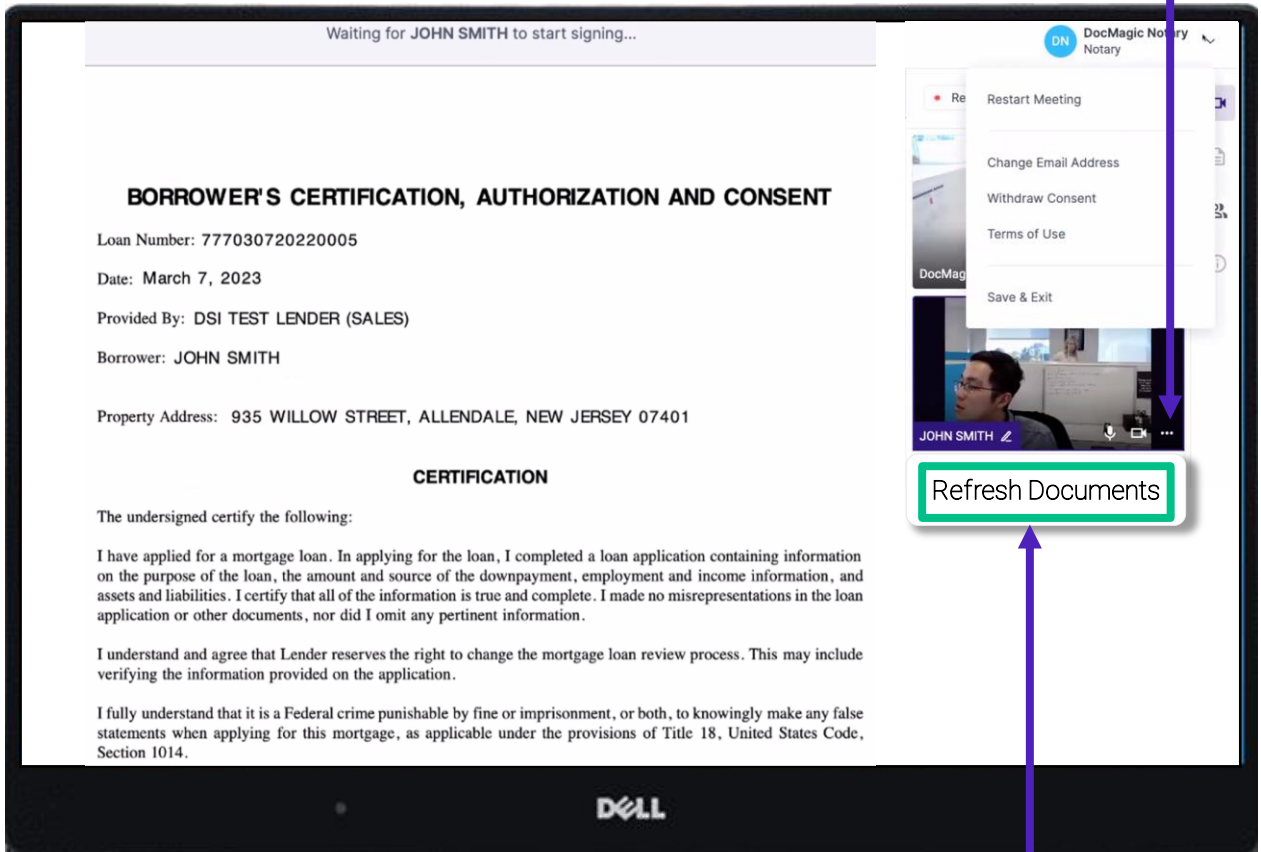 Waiting for JOHN SMITH to start signing...
BORROWER'S CERTIFICATION, AUTHORIZATION AND CONSENT
Loan Number: 777030720220005
Date: March 7, 2023
Provided By: DSI TEST LENDER (SALES)
Borrower: JOHN SMITH
Property Address: 935 WILLOW STREET, ALLENDALE, NEW JERSEY 07401
CERTIFICATION
The undersigned certify the following:
I have applied for a mortgage loan. In applying for the loan, I completed a loan application containing information
on the purpose of the loan, the amount and source of the downpayment, employment and income information, and
assets and liabilities. I certify that all of the information is true and complete. I made no misrepresentations in the loan
application or other documents, nor did I omit any pertinent information.
I understand and agree that Lender reserves the right to change the mortgage loan review process. This may include
verifying the information provided on the application.
I fully understand that it is a Federal crime punishable by fine or imprisonment, or both, to knowingly make any false
statements when applying for this mortgage, as applicable under the provisions of Title 18, United States Code,
Section 1014.
DN
DocMagic Notary
Notary
Re
Restart Meeting
Change Email Address
Withdraw Consent
Terms of Use
Save & Exit
DocMag
JOHN SMITH
Refresh Documents
DELL